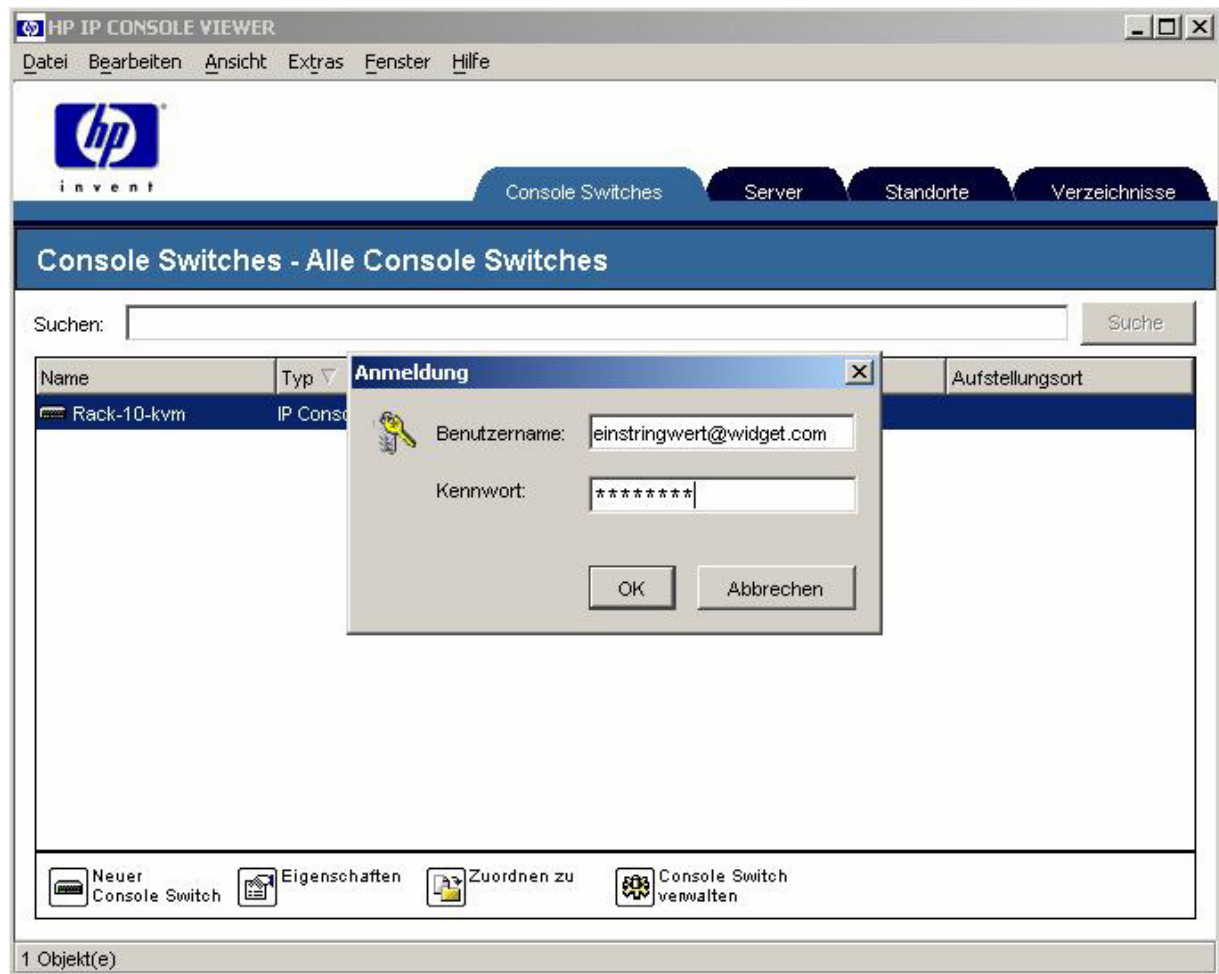 HP IP CONSOLE VIEWER
Datei Bearbeiten Ansicht Extras Fenster Hilfe
hp
invent
Console Switches Server Standorte Verzeichnisse
Console Switches - Alle Console Switches
Suchen: Suche
Name Typ Aufstellungsort
Rack-10-kvm IP Conso
Anmeldung
Benutzername: einstringwert@widget.com
Kennwort: ********
OK Abbrechen
Neuer Console Switch
Eigenschaften
Zuordnen zu
Console Switch verwalten
1 Objekt(e)